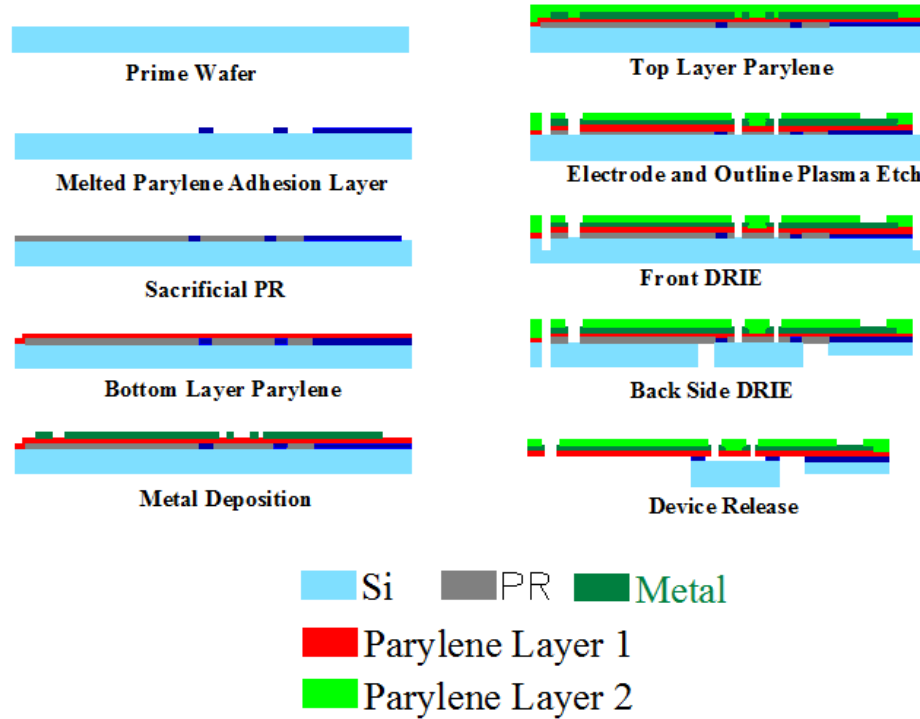 Prime Wafer
Melted Parylene Adhesion Layer
Sacrificial PR
Bottom Layer Parylene
Metal Deposition
Top Layer Parylene
Electrode and Outline Plasma Etch
Front DRIE
Back Side DRIE
Device Release
Si
PR
Metal
Parylene Layer 1
Parylene Layer 2